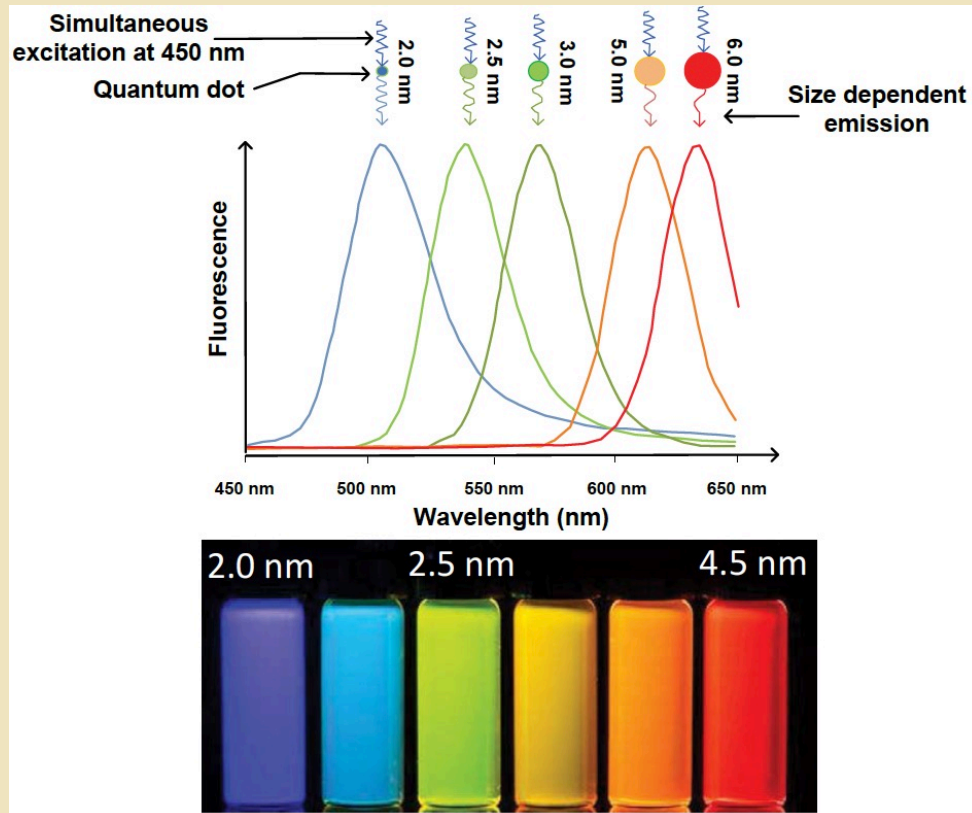 Simultaneous
excitation at 450 nm
Quantum dot
2.0 nm
2.5 nm
3.0 nm
5.0 nm
6.0 nm
Size dependent
emission
Fluorescence
450 nm
500 nm
550 nm
600 nm
650 nm
Wavelength (nm)
2.0 nm
2.5 nm
4.5 nm